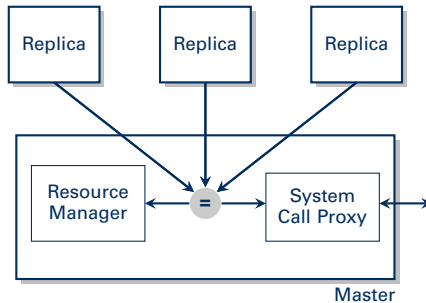 Replica
Replica
Replica
Resource
Manager
=
System
Call Proxy
Master